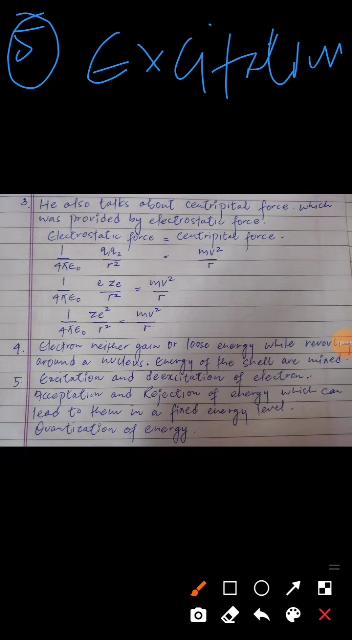 5 Excitation
3. He also talks about centripital force. which
was provided by electrostatic force.
Electrostatic force = Centripital force.
1/4πε₀ q₁q₂/r² = mv²/r
1/4πε₀ e ze/r² = mv²/r
1/4πε₀ ze²/r² = mv²/r
4. Electron neither gain or loose energy while revolving
around a nucleus. Energy of the shell are mixed.
5. Excitation and deexcitation of electron.
Acceptation and Rejection of energy which can
lead to them in a fixed energy level.
Quantization of energy.